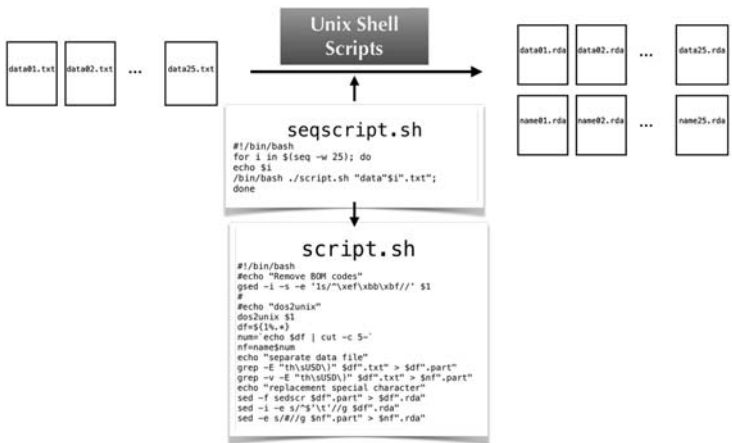 Unix Shell
Scripts
data01.txt data02.txt ... data25.txt
data01.rda data02.rda ... data25.rda
name01.rda name02.rda ... name25.rda
seqscript.sh
#!/bin/bash
for i in $(seq -w 25); do
echo $i
/bin/bash ./script.sh "data"$i".txt";
done
script.sh
#!/bin/bash
#echo "Remove BOM codes"
gsed -i -s -e '1s/^\xef\xbb\xbf//' $1
#
#echo "dos2unix"
dos2unix $1
df=${1%.*}
num=`echo $df | cut -c 5-`
nf=name$num
echo "separate data file"
grep -E "th\sUSD\)" $df".txt" > $df".part"
grep -v -E "th\sUSD\)" $df".txt" > $nf".part"
echo "replacement special character"
sed -f sedscr $df".part" > $df".rda"
sed -i -e s/^$'\t'//g $df".rda"
sed -e s/#//g $nf".part" > $nf".rda"